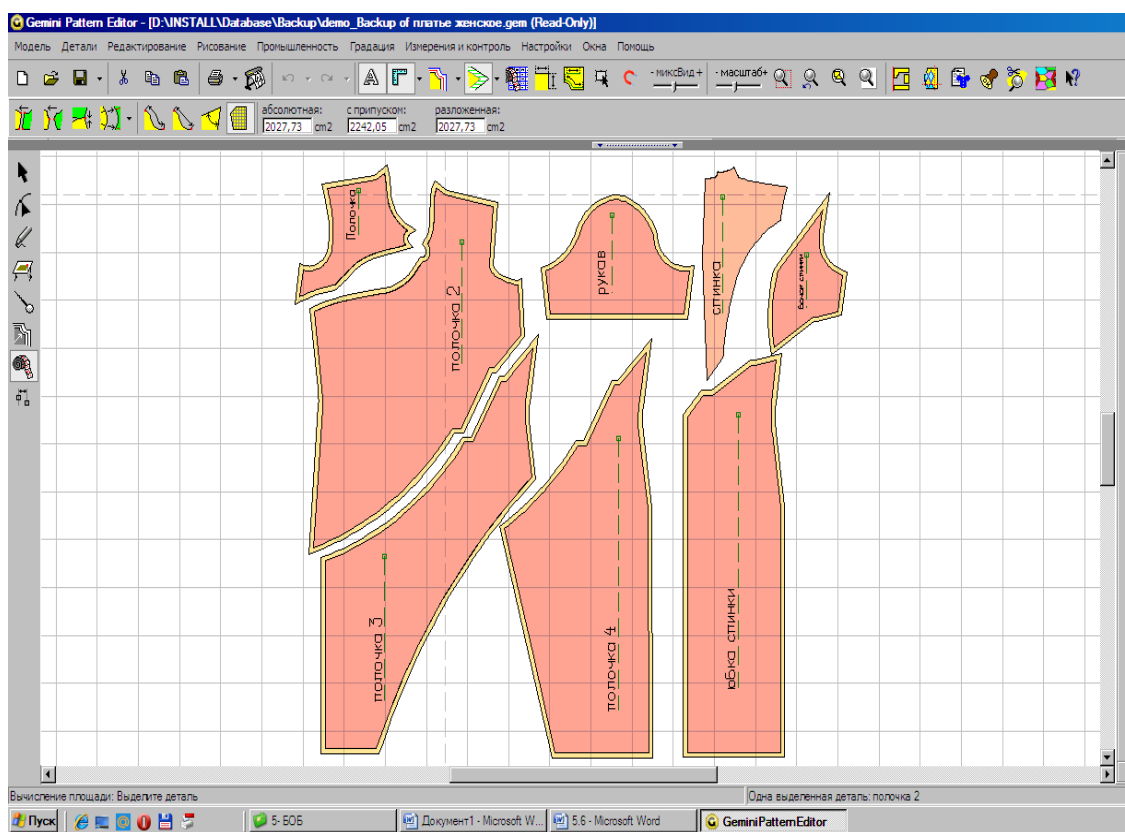 Gemini Pattern Editor - [D:\INSTALL\Database\Backup\demo_Backup of платье женское.gem (Read-Only)]
Модель Детали Редактирование Рисование Промышленность Градация Измерения и контроль Настройки Окна Помощь
- миксВид + - масштаб+
абсолютная: с припуском: разложенная:
2027,73 cm2 2242,05 cm2 2027,73 cm2
Полочка
полочка 2
рукав
спинка
бочок спинки
полочка 3
полочка 4
юбка спинки
Вычисление площади: Выделите деталь
Одна выделенная деталь: полочка 2
Пуск 5- БОБ Документ1 - Microsoft W... 5.6 - Microsoft Word GeminiPatternEditor